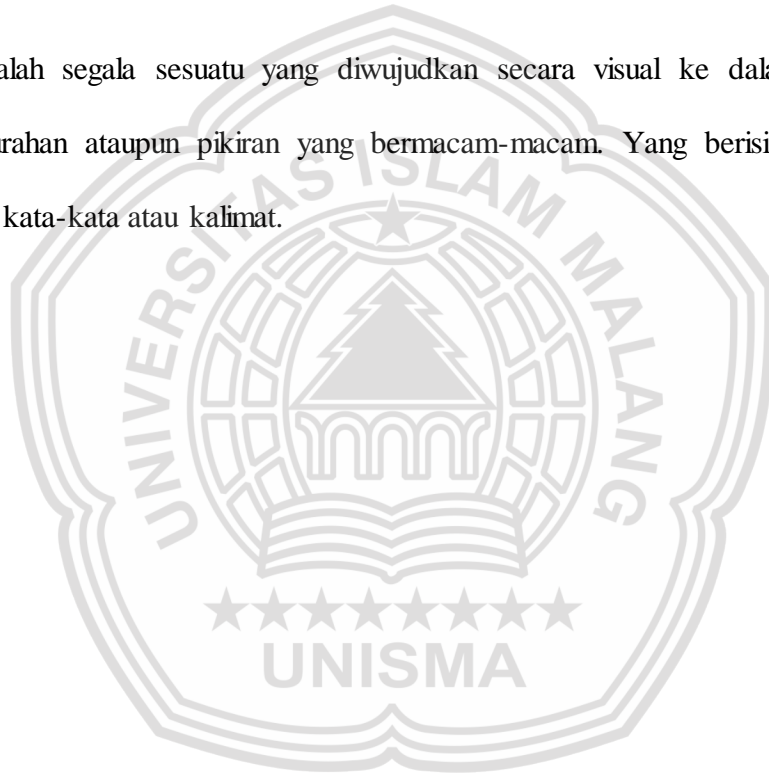 alah segala sesuatu yang diwujudkan secara visual ke dala
urahan ataupun pikiran yang bermacam-macam. Yang berisi
kata-kata atau kalimat.
UNIVERSITAS ISLAM MALANG
UNISMA